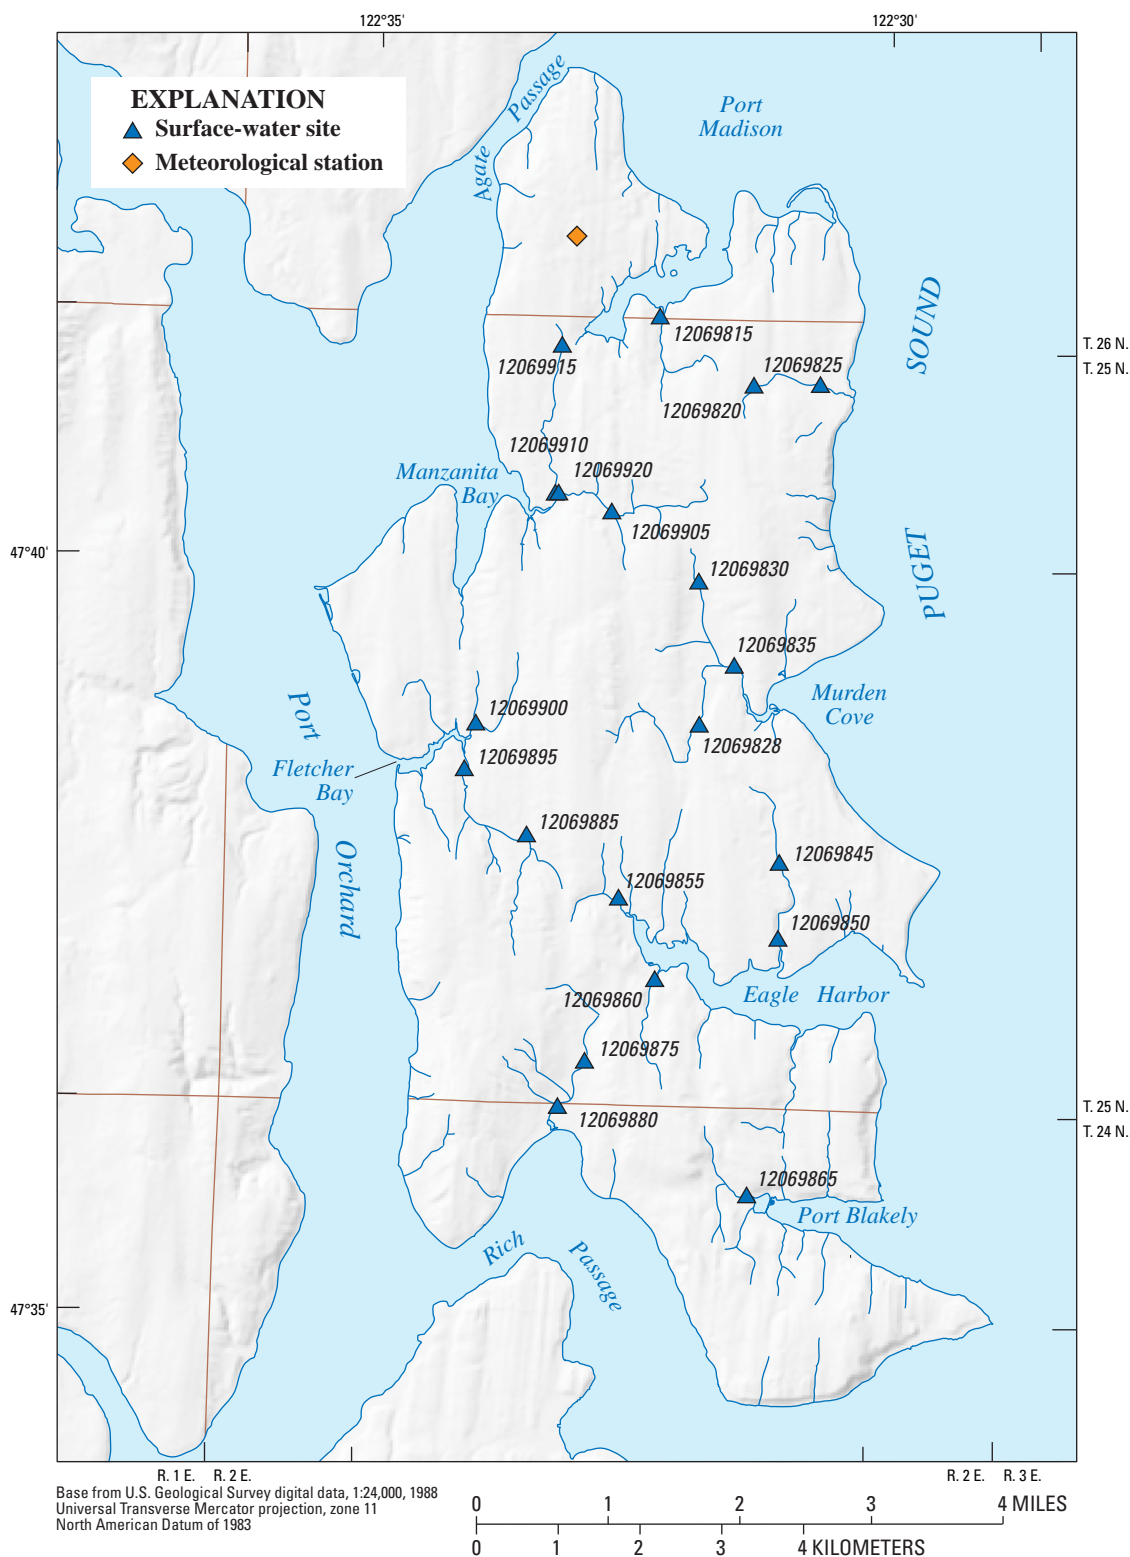 122°35'
122°30'
EXPLANATION
Surface-water site
Meteorological station
Agate Passage
Port
Madison
SOUND
PUGET
T. 26 N.
T. 25 N.
12069815
12069915
12069825
12069820
12069910
12069920
Manzanita
Bay
12069905
47°40'
12069830
12069835
Murden
Cove
12069900
12069828
Port
Orchard
12069895
Fletcher
Bay
12069885
12069845
12069855
12069850
12069860
Eagle Harbor
12069875
12069880
T. 25 N.
T. 24 N.
12069865
Port Blakely
Rich Passage
47°35'
R. 1 E.
R. 2 E.
R. 2 E.
R. 3 E.
Base from U.S. Geological Survey digital data, 1:24,000, 1988
Universal Transverse Mercator projection, zone 11
North American Datum of 1983
0 1 2 3 4 MILES
0 1 2 3 4 KILOMETERS